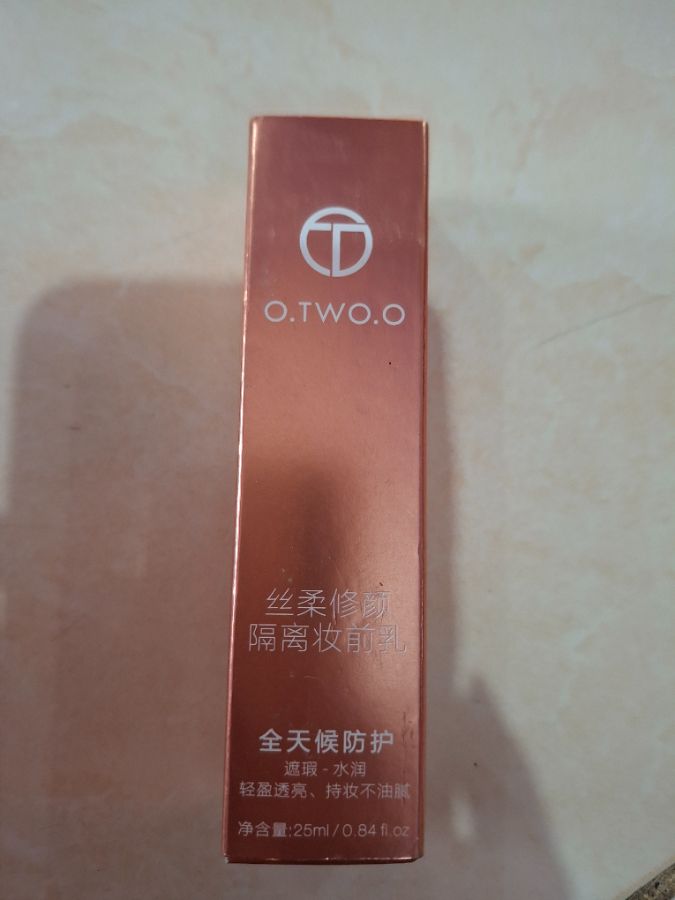 O.TWO.O
丝柔修颜
隔离妆前乳
全天候防护
遮瑕-水润
轻盈透亮、持妆不油腻
净含量:25ml/0.84 fl.oz